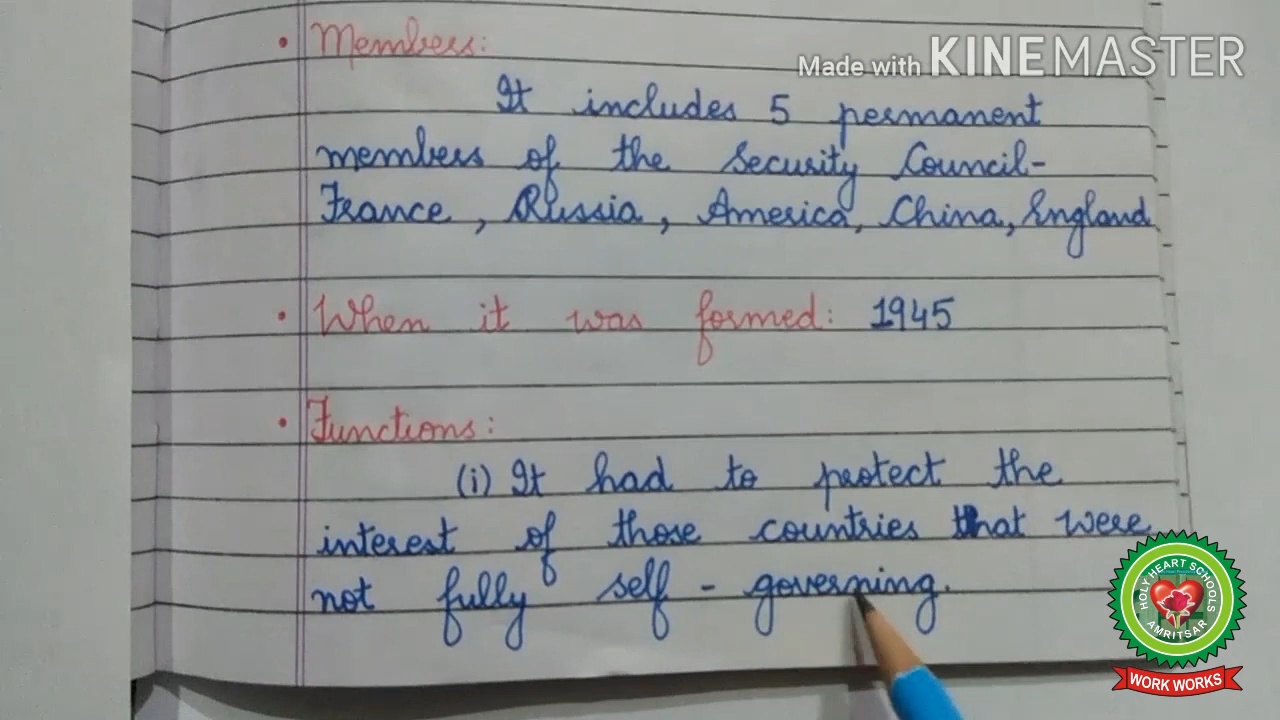 Made with KINEMASTER
• Members:
It includes 5 permanent
members of the Security Council-
France, Russia, America, China, England
• When it was formed: 1945
• Functions:
(i) It had to protect the
interest of those countries that were
not fully self-governing.
HOLY HEART SCHOOLS
AMRITSAR
WORK WORKS